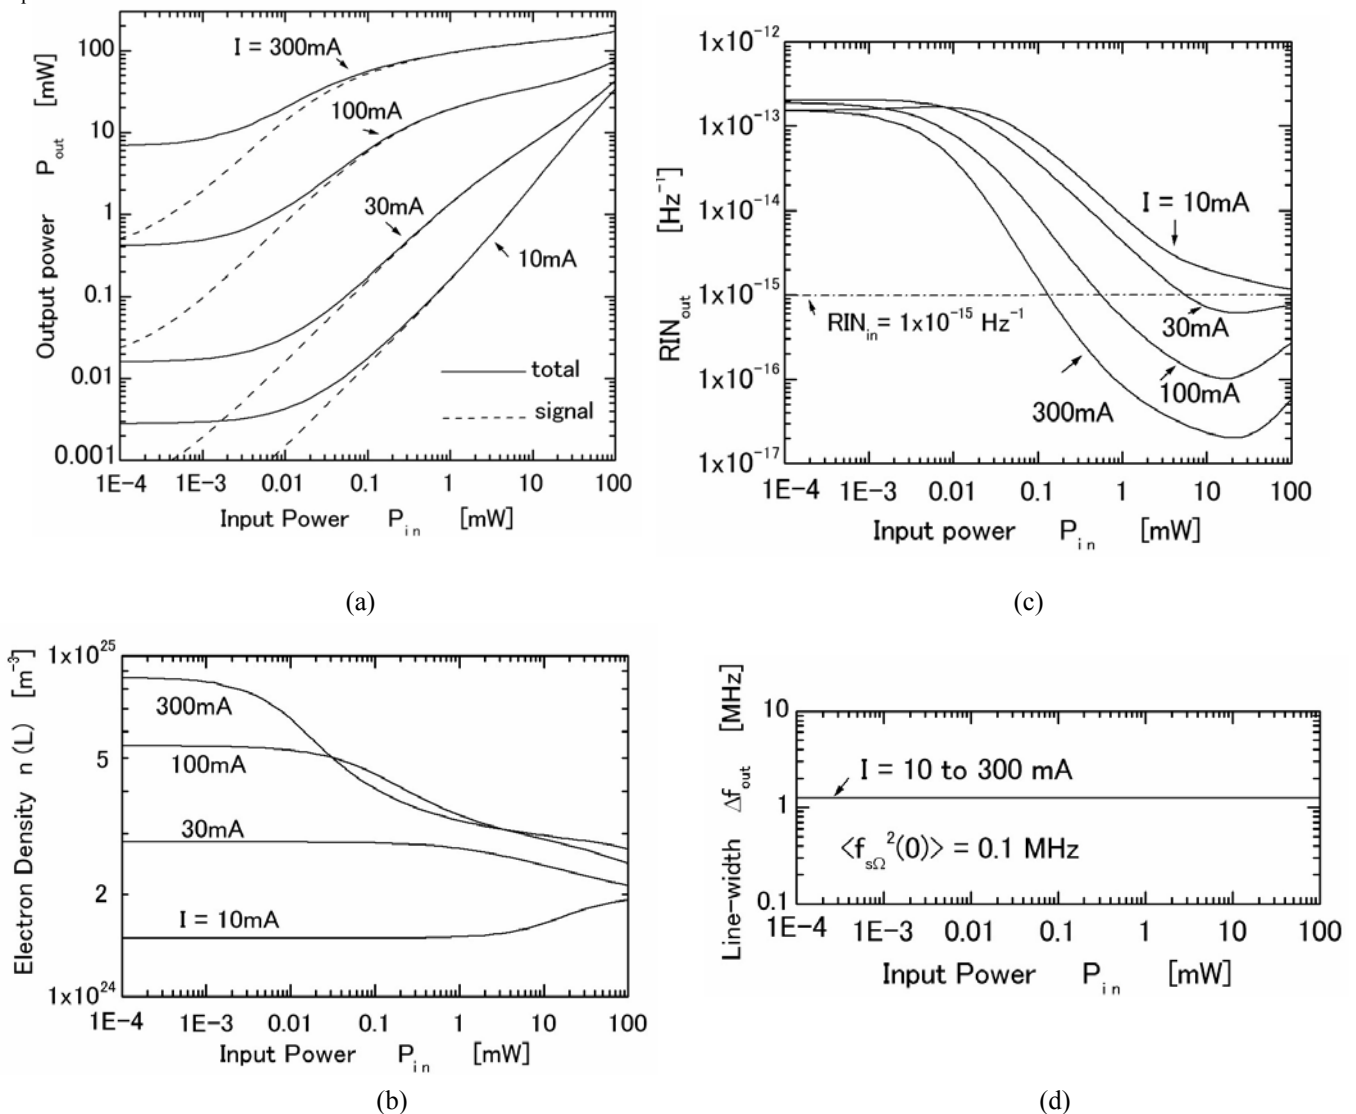 I = 300mA
100mA
30mA
10mA
total
signal
100
10
1
0.1
0.01
0.001
Output power P_out [mW]
1E-4 1E-3 0.01 0.1 1 10 100
Input Power P_in [mW]
(a)
1x10^-12
1x10^-13
1x10^-14
1x10^-15
1x10^-16
1x10^-17
RIN_out [Hz^-1]
I = 10mA
RIN_in = 1x10^-15 Hz^-1
30mA
100mA
300mA
1E-4 1E-3 0.01 0.1 1 10 100
Input power P_in [mW]
(c)
1x10^25
5
2
1x10^24
Electron Density n(L) [m^-3]
300mA
100mA
30mA
I = 10mA
1E-4 1E-3 0.01 0.1 1 10 100
Input Power P_in [mW]
(b)
10
1
0.1
Line-width Δf_out [MHz]
I = 10 to 300 mA
<f_sΩ^2(0)> = 0.1 MHz
1E-4 1E-3 0.01 0.1 1 10 100
Input Power P_in [mW]
(d)